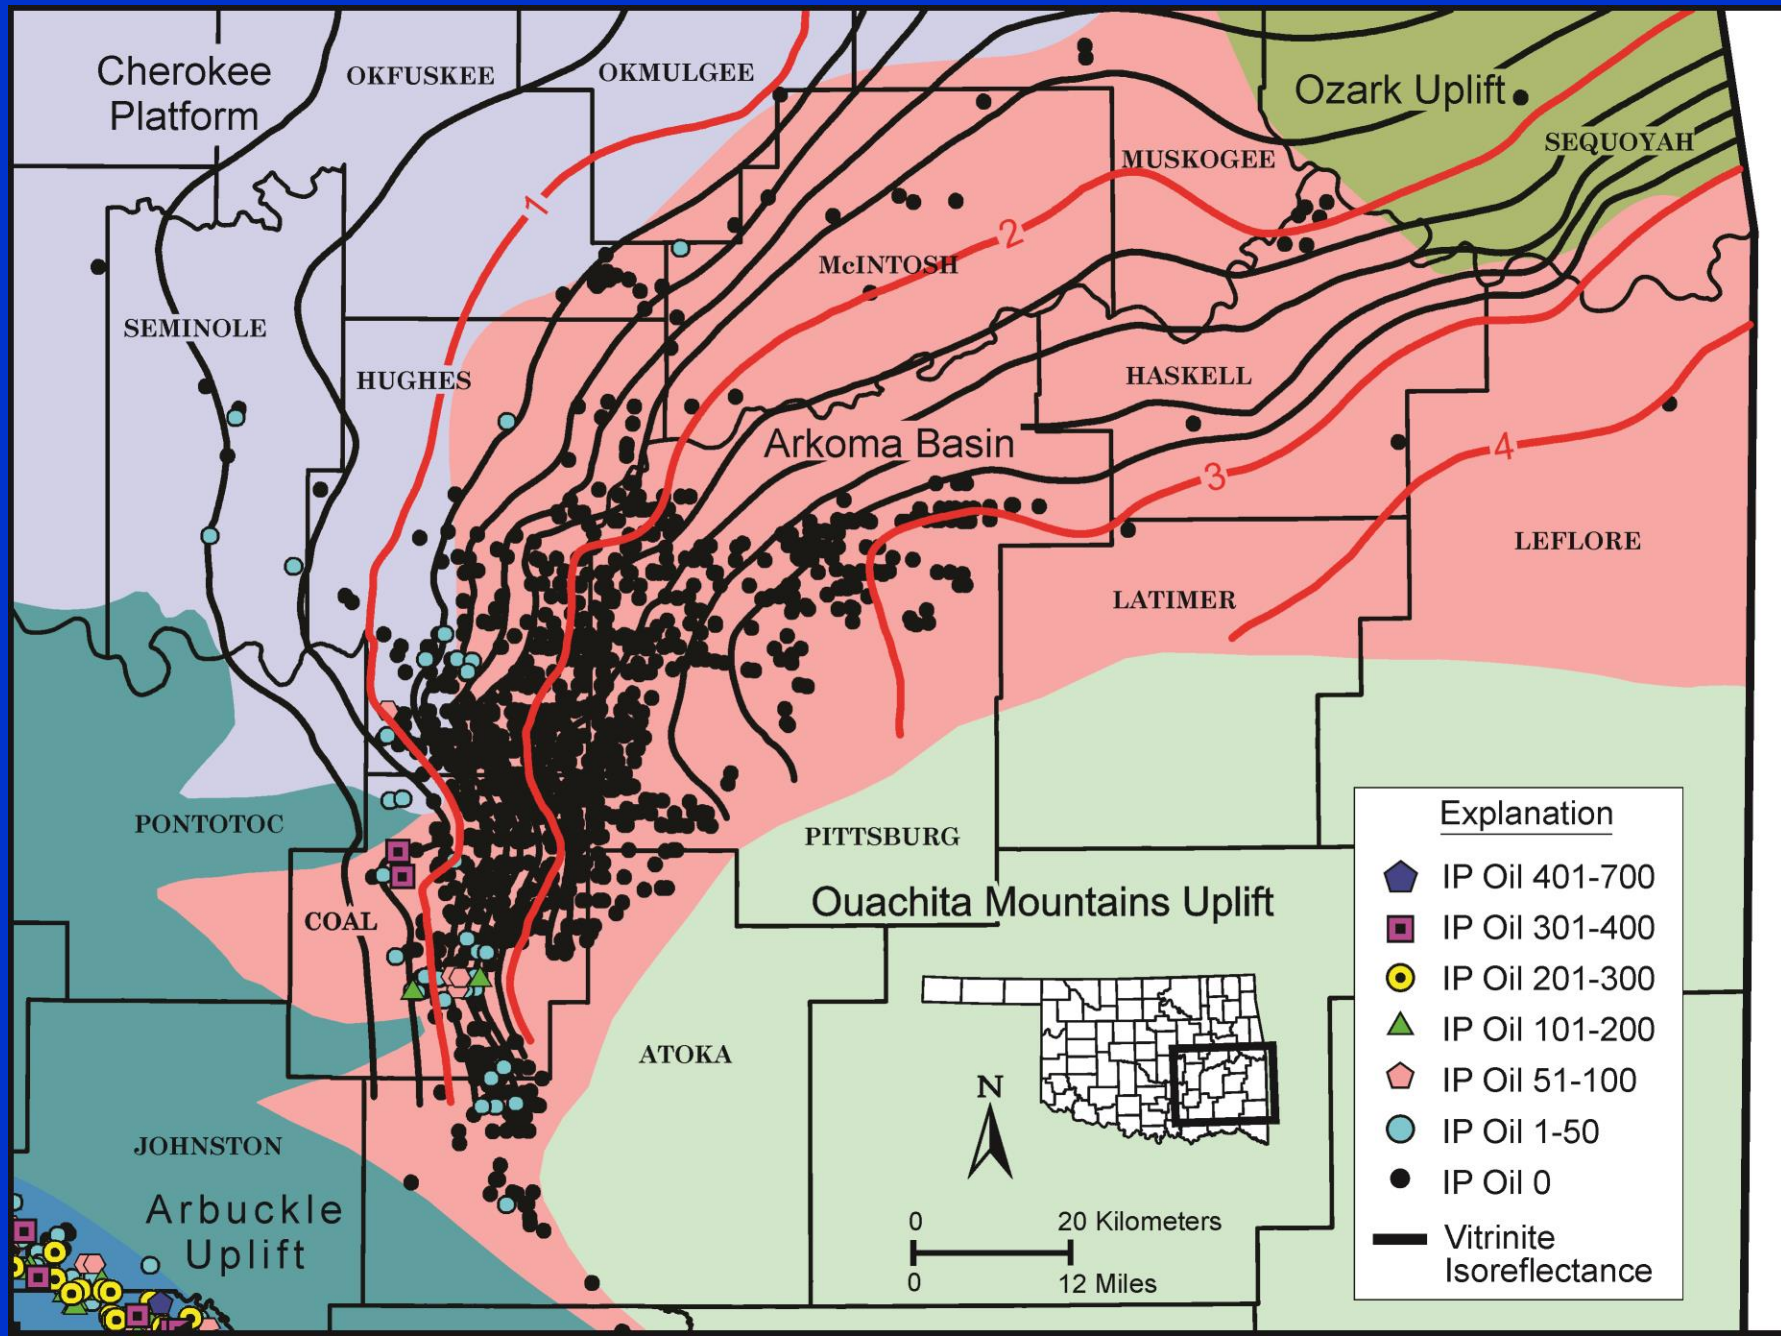 Cherokee
Platform
OKFUSKEE
OKMULGEE
Ozark Uplift
SEQUOYAH
MUSKOGEE
1
2
McINTOSH
SEMINOLE
HUGHES
HASKELL
Arkoma Basin
3
4
LEFLORE
LATIMER
PONTOTOC
PITTSBURG
Ouachita Mountains Uplift
COAL
ATOKA
JOHNSTON
Arbuckle
Uplift
N
0 20 Kilometers
0 12 Miles
Explanation
IP Oil 401-700
IP Oil 301-400
IP Oil 201-300
IP Oil 101-200
IP Oil 51-100
IP Oil 1-50
IP Oil 0
Vitrinite
Isoreflectance